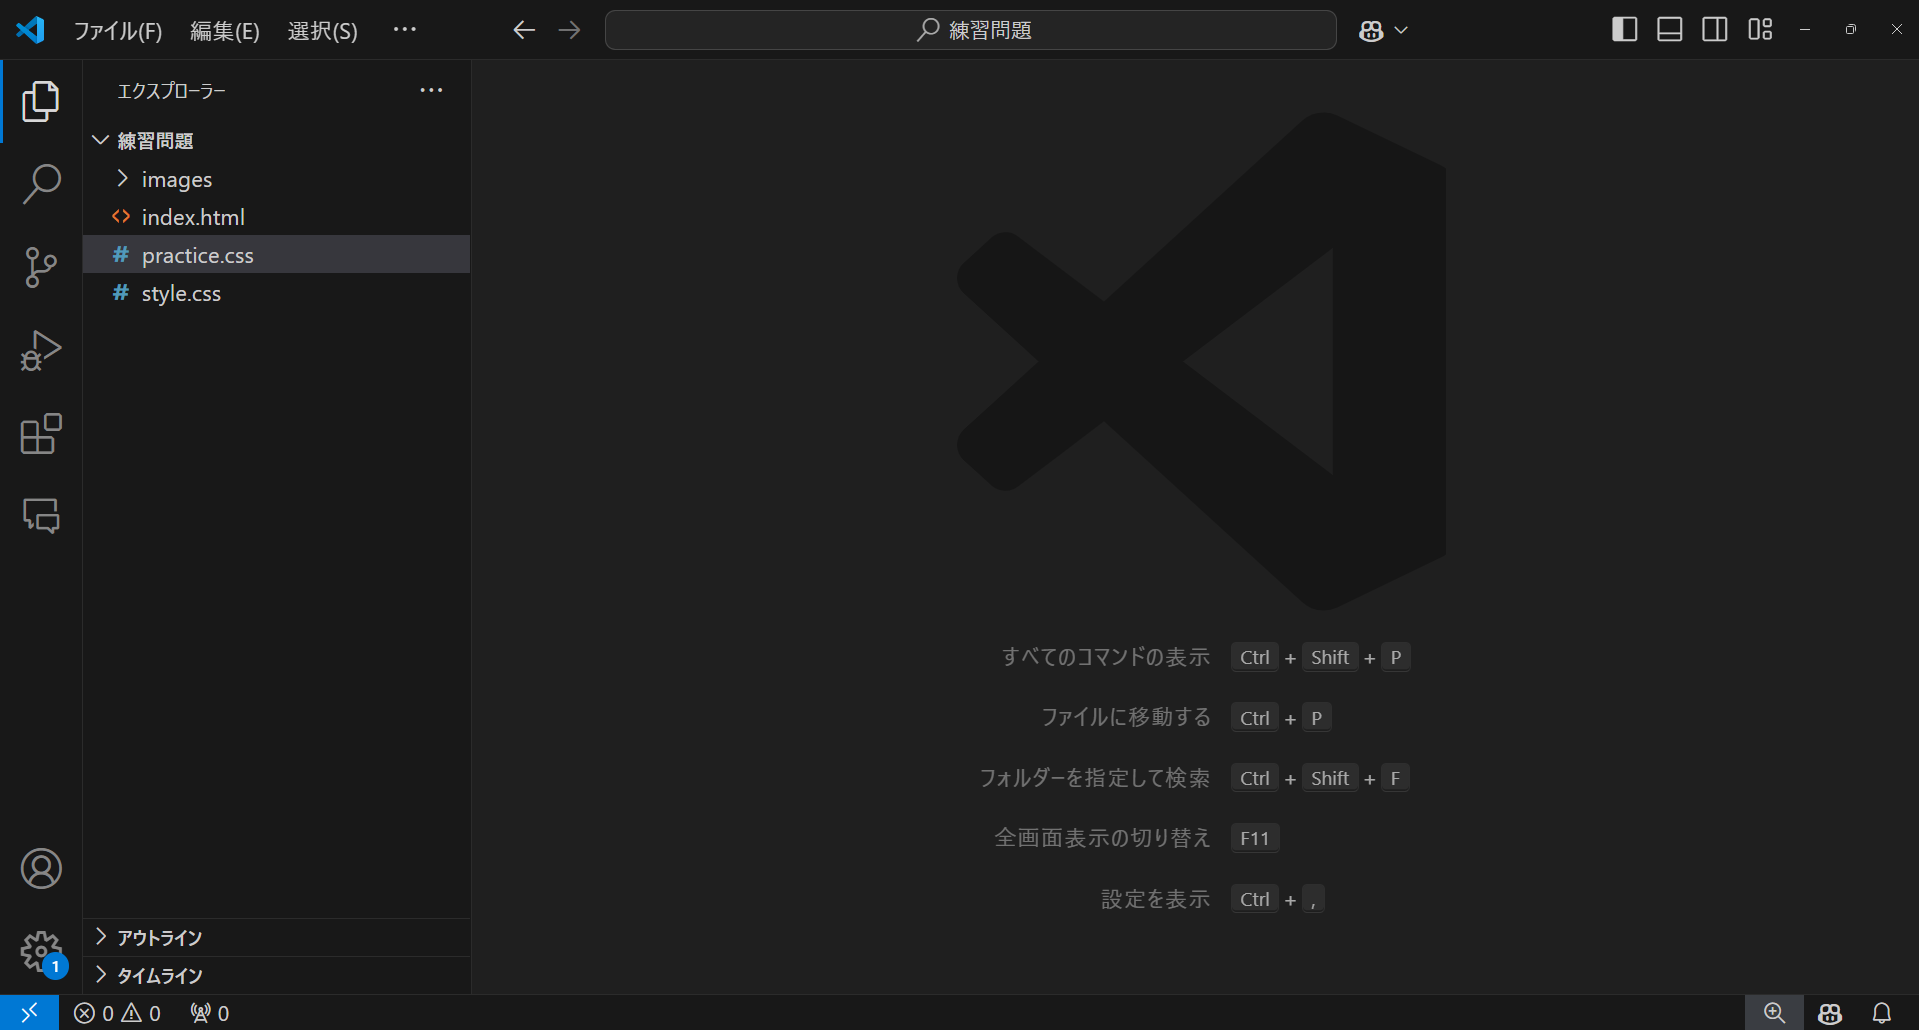 ファイル(F) 編集(E) 選択(S) ··· 練習問題
エクスプローラー ···
練習問題
images
index.html
# practice.css
# style.css
すべてのコマンドの表示 Ctrl + Shift + P
ファイルに移動する Ctrl + P
フォルダーを指定して検索 Ctrl + Shift + F
全画面表示の切り替え F11
設定を表示 Ctrl + ,
アウトライン
タイムライン
1
0 0 0